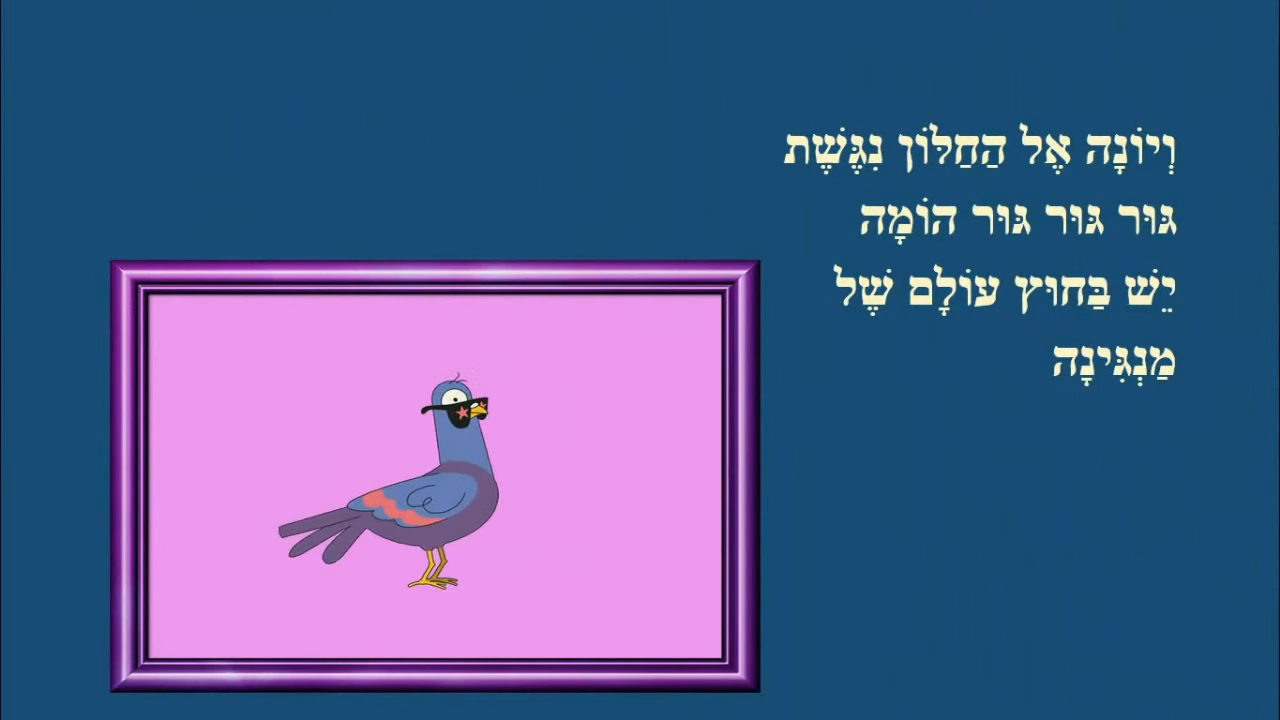 וְיוֹנָה אֶל הַחַלּוֹן נִגֶּשֶׁת
גּוּר גּוּר גּוּר הוֹמָה
יֵשׁ בַּחוּץ עוֹלָם שֶׁל
מַנְגִּינָה